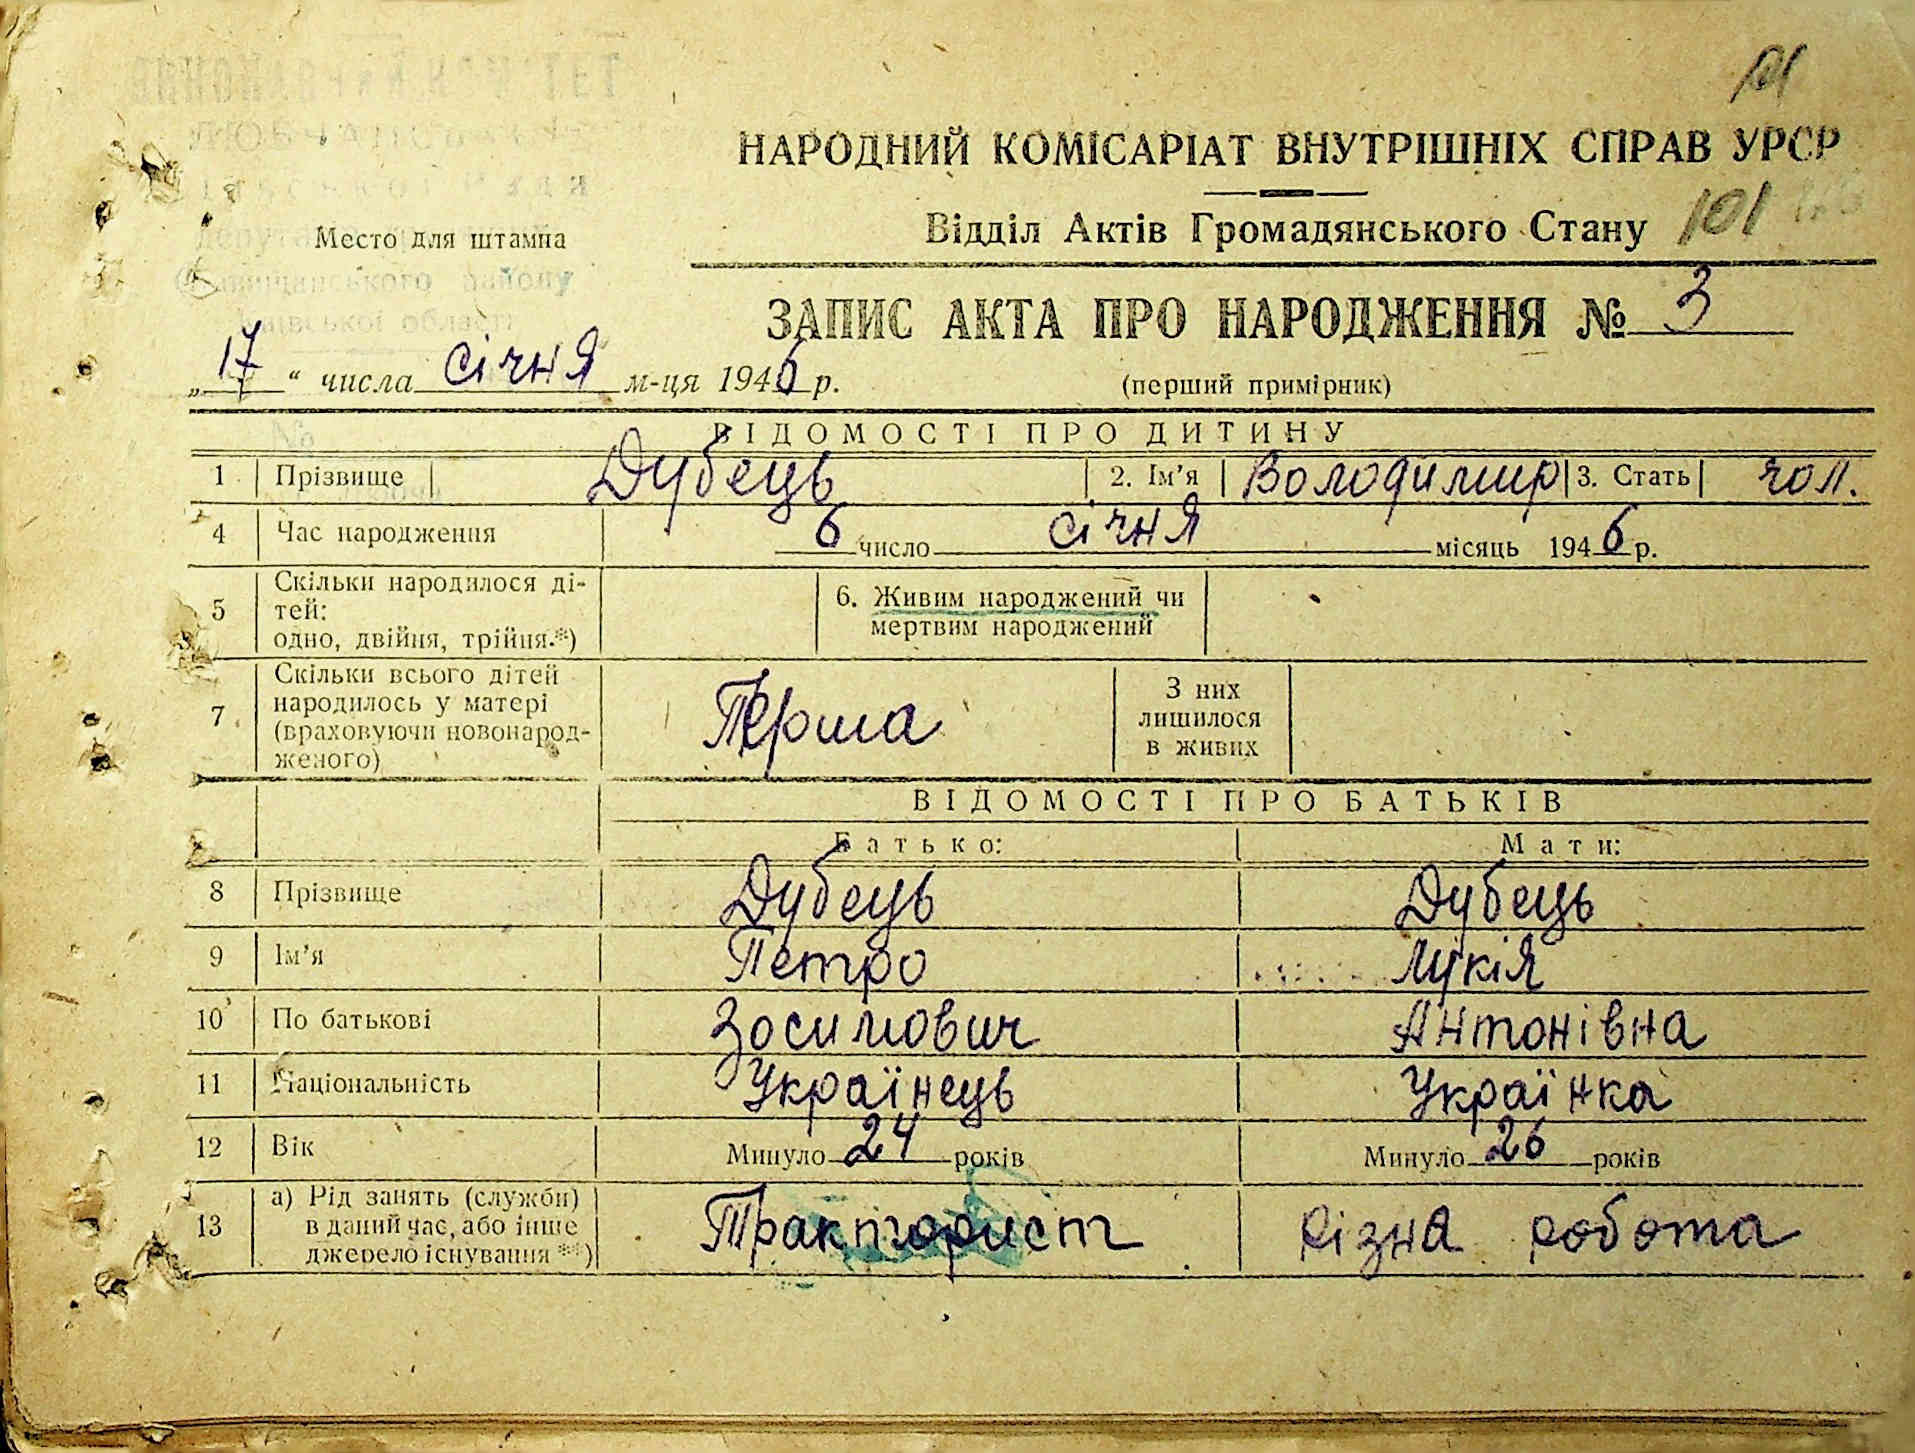 101
НАРОДНИЙ КОМІСАРІАТ ВНУТРІШНІХ СПРАВ УРСР
Место для штампа
Відділ Актів Громадянського Стану 101
ЗАПИС АКТА ПРО НАРОДЖЕННЯ № 3
„17“ числа січня м-ця 1946 р.
(перший примірник)
ВІДОМОСТІ ПРО ДИТИНУ
1 Прізвище Дубець 2. Ім'я Володимир 3. Стать чол.
4 Час народження 6 число січня місяць 1946 р.
5 Скільки народилося ді-
тей:
одно, двійня, трійня.*)
6. Живим народжений чи
мертвим народжений
7 Скільки всього дітей
народилось у матері
(враховуючи новонарод-
женого)
Перша
З них
лишилося
в живих
ВІДОМОСТІ ПРО БАТЬКІВ
Батько: Мати:
8 Прізвище Дубець Дубець
9 Ім'я Петро Лукія
10 По батькові Зосимович Антонівна
11 Національність Українець Українка
12 Вік Минуло 24 років Минуло 26 років
13 а) Рід занять (служби)
в даний час, або інше
джерело існування **)
Тракторист різна робота